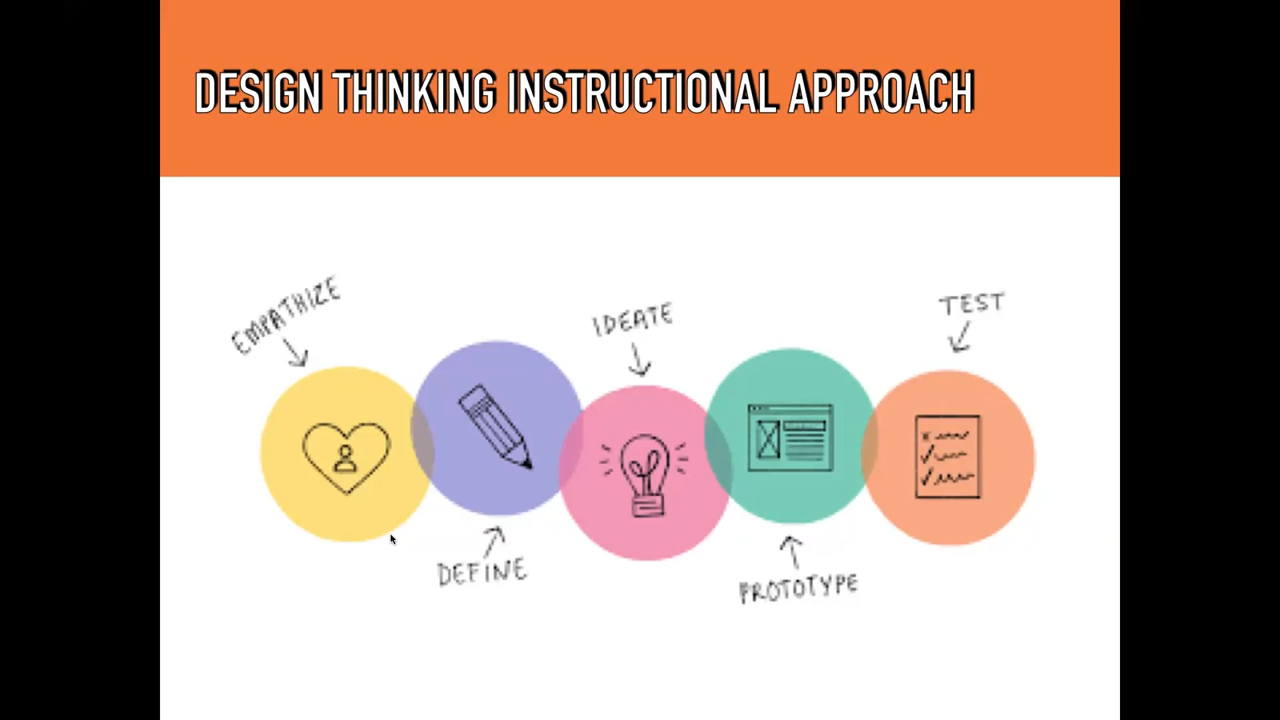 DESIGN THINKING INSTRUCTIONAL APPROACH
EMPATHIZE
DEFINE
IDEATE
PROTOTYPE
TEST